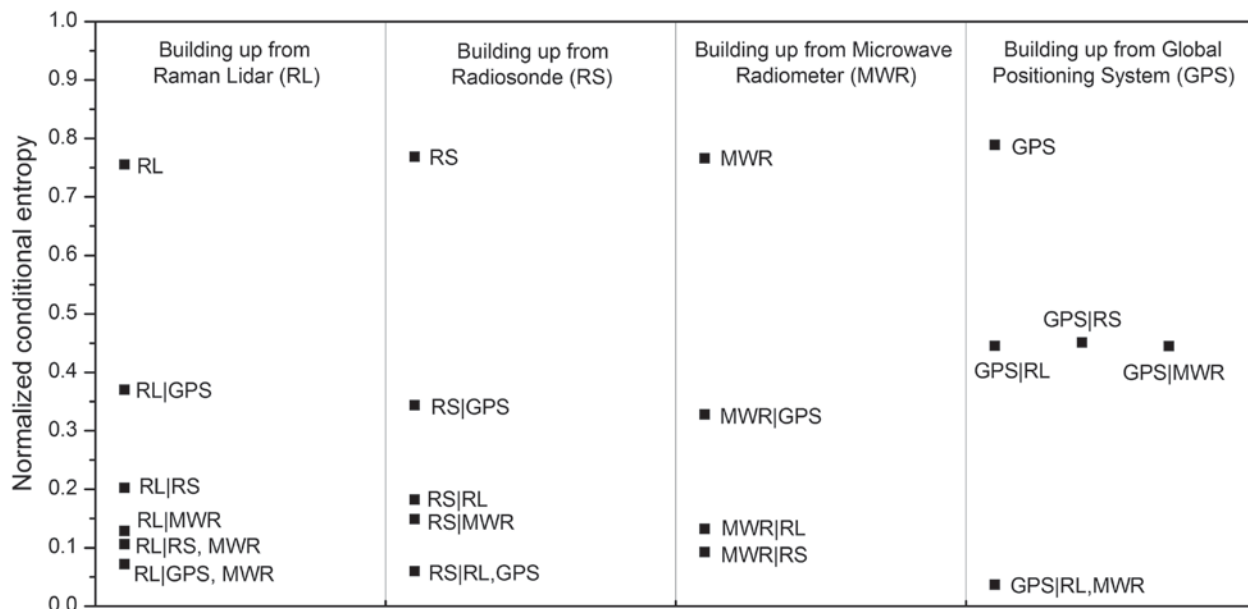 Normalized conditional entropy
1.0
0.9
0.8
0.7
0.6
0.5
0.4
0.3
0.2
0.1
0.0
Building up from
Raman Lidar (RL)
RL
RL|GPS
RL|RS
RL|MWR
RL|RS, MWR
RL|GPS, MWR
Building up from
Radiosonde (RS)
RS
RS|GPS
RS|RL
RS|MWR
RS|RL,GPS
Building up from Microwave
Radiometer (MWR)
MWR
MWR|GPS
MWR|RL
MWR|RS
Building up from Global
Positioning System (GPS)
GPS
GPS|RS
GPS|RL
GPS|MWR
GPS|RL,MWR